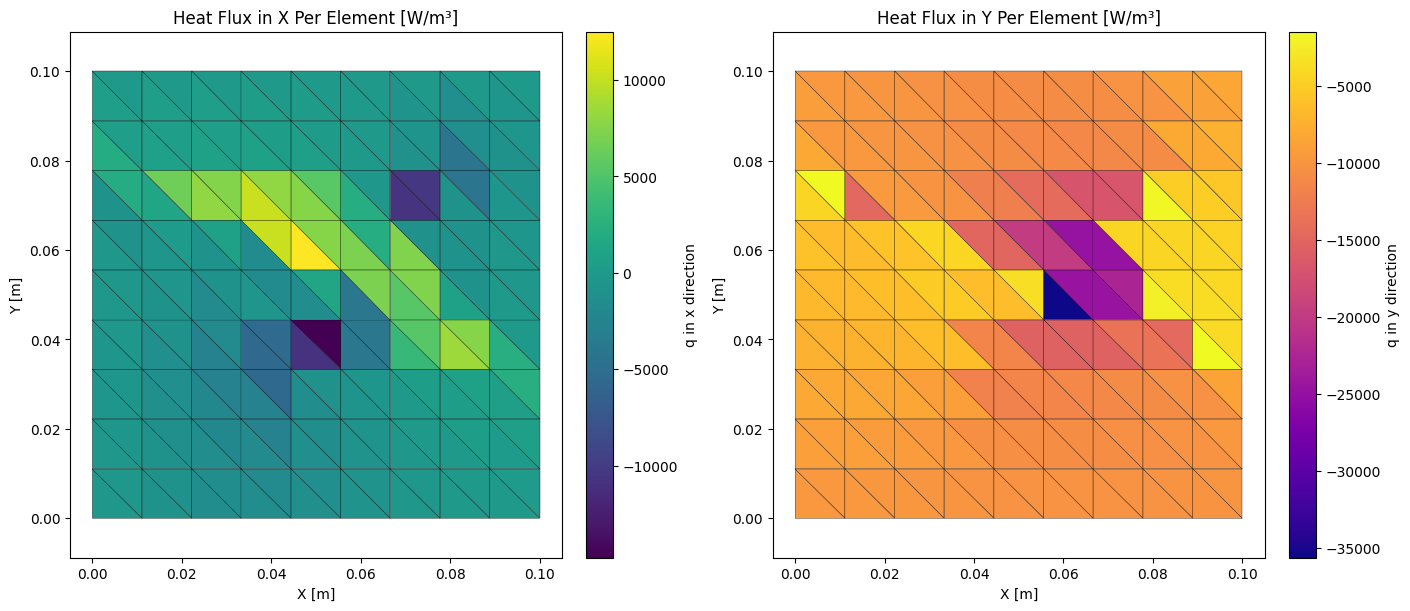 Heat Flux in X Per Element [W/m³]
0.10
0.08
0.06
0.04
0.02
0.00
Y [m]
0.00 0.02 0.04 0.06 0.08 0.10
X [m]
10000
5000
0
−5000
−10000
q in x direction
Heat Flux in Y Per Element [W/m³]
0.10
0.08
0.06
0.04
0.02
0.00
Y [m]
0.00 0.02 0.04 0.06 0.08 0.10
X [m]
−5000
−10000
−15000
−20000
−25000
−30000
−35000
q in y direction